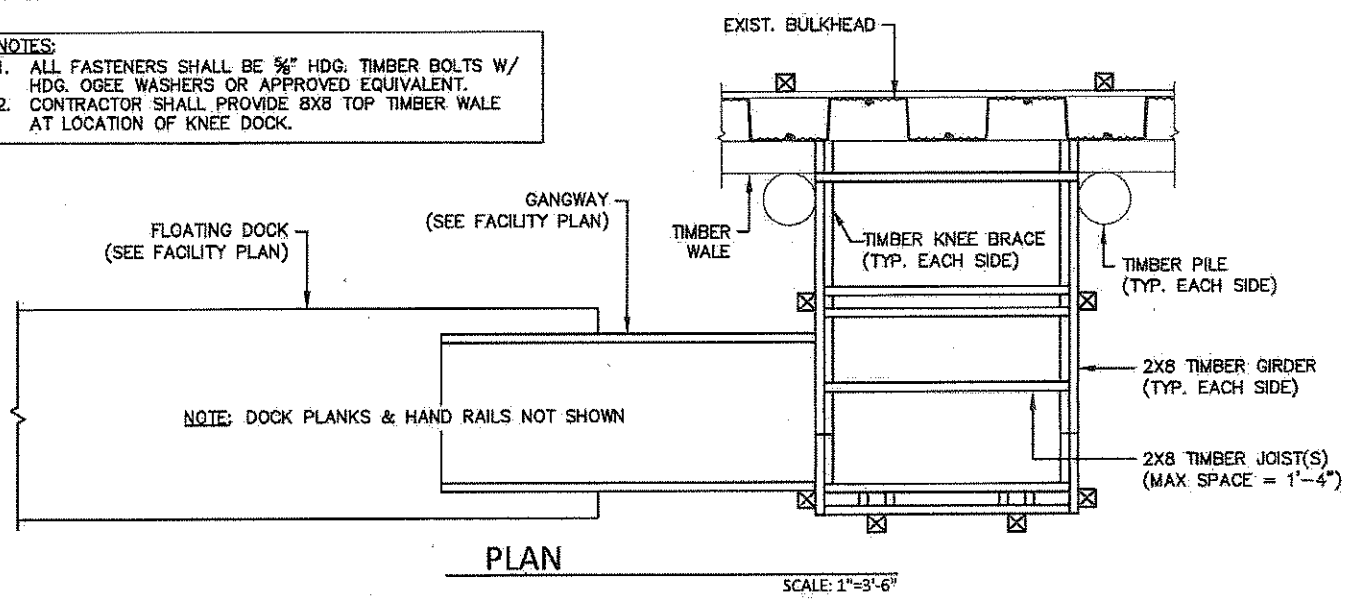 NOTES:
1. ALL FASTENERS SHALL BE ⅝" HDG. TIMBER BOLTS W/
HDG. OGEE WASHERS OR APPROVED EQUIVALENT.
2. CONTRACTOR SHALL PROVIDE 8X8 TOP TIMBER WALE
AT LOCATION OF KNEE DOCK.
EXIST. BULKHEAD
GANGWAY
(SEE FACILITY PLAN)
FLOATING DOCK
(SEE FACILITY PLAN)
TIMBER
WALE
TIMBER KNEE BRACE
(TYP. EACH SIDE)
TIMBER PILE
(TYP. EACH SIDE)
2X8 TIMBER GIRDER
(TYP. EACH SIDE)
NOTE: DOCK PLANKS & HAND RAILS NOT SHOWN
2X8 TIMBER JOIST(S)
(MAX SPACE = 1'-4")
PLAN
SCALE: 1"=3'-6"